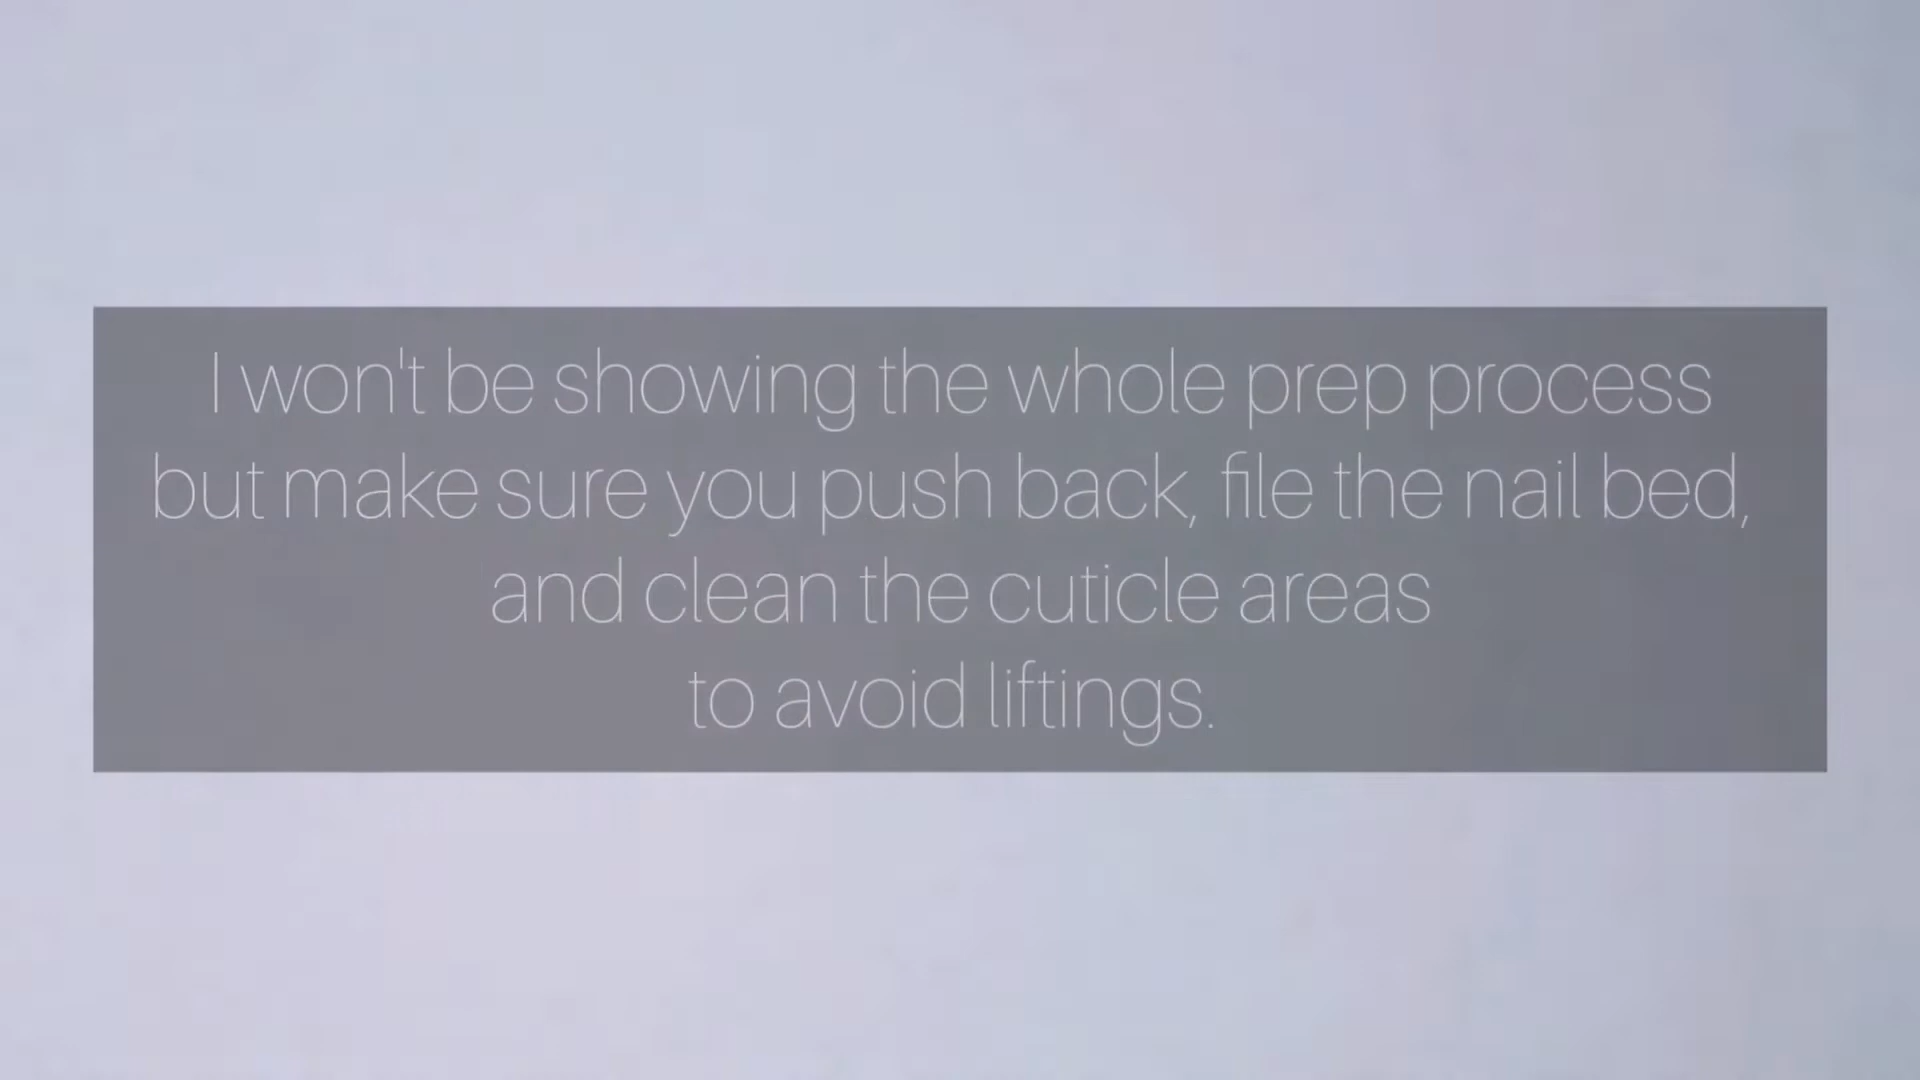 I won't be showing the whole prep process
but make sure you push back, file the nail bed,
and clean the cuticle areas
to avoid liftings.